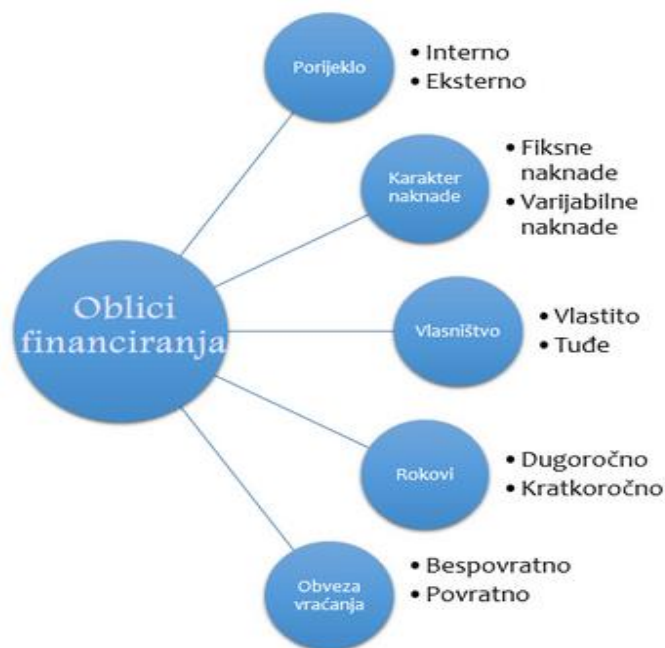 Porijeklo
• Interno
• Eksterno
Karakter
naknade
• Fiksne
naknade
• Varijabilne
naknade
Oblici
financiranja
Vlasništvo
• Vlastito
• Tuđe
Rokovi
• Dugoročno
• Kratkoročno
Obveza
vraćanja
• Bespovratno
• Povratno